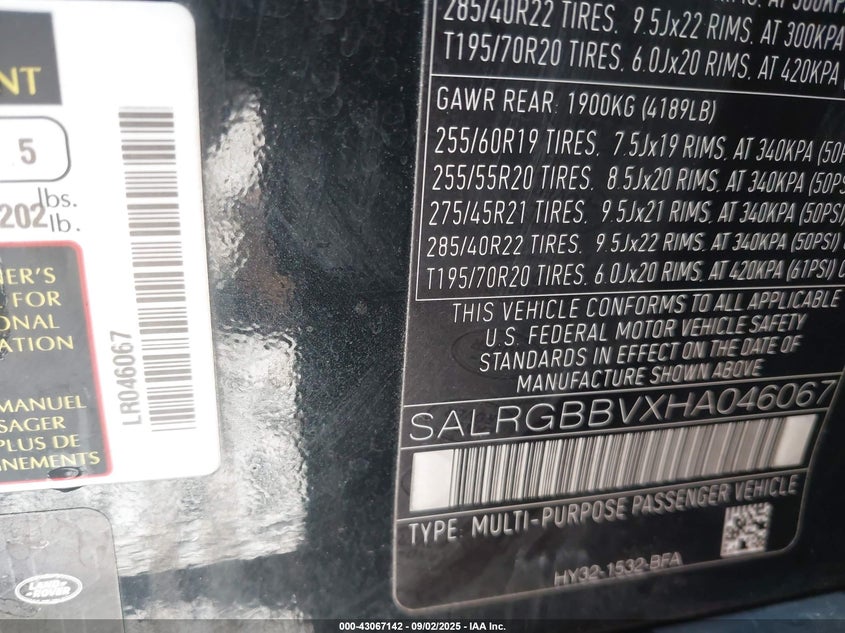 NT
5
lbs.
202 lb.
NER'S
FOR
ONAL
ATION
MANUEL
SAGER
PLUS DE
NEMENTS
LR046067
LAND-
ROVER
285/40R22 TIRES, 9.5Jx22 RIMS, AT 300KPA
T195/70R20 TIRES, 6.0Jx20 RIMS, AT 420KPA
GAWR REAR: 1900KG (4189LB)
255/60R19 TIRES, 7.5Jx19 RIMS, AT 340KPA (50P
255/55R20 TIRES, 8.5Jx20 RIMS, AT 340KPA (50PS
275/45R21 TIRES, 9.5Jx21 RIMS, AT 340KPA (50PSI)
285/40R22 TIRES, 9.5Jx22 RIMS, AT 340KPA (50PSI)
T195/70R20 TIRES, 6.0Jx20 RIMS, AT 420KPA (61PSI)
THIS VEHICLE CONFORMS TO ALL APPLICABLE
U.S. FEDERAL MOTOR VEHICLE SAFETY
STANDARDS IN EFFECT ON THE DATE OF
MANUFACTURE SHOWN ABOVE
SALRGBBVXHA046067
TYPE: MULTI-PURPOSE PASSENGER VEHICLE
HY32-1532-BFA
000-43067142 - 09/02/2025 - IAA Inc.